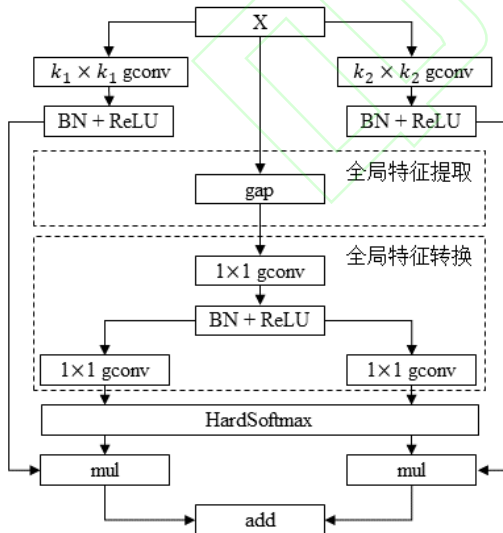 X
k₁ × k₁ gconv
k₂ × k₂ gconv
BN + ReLU
BN + ReLU
全局特征提取
gap
全局特征转换
1×1 gconv
BN + ReLU
1×1 gconv
1×1 gconv
HardSoftmax
mul
mul
add